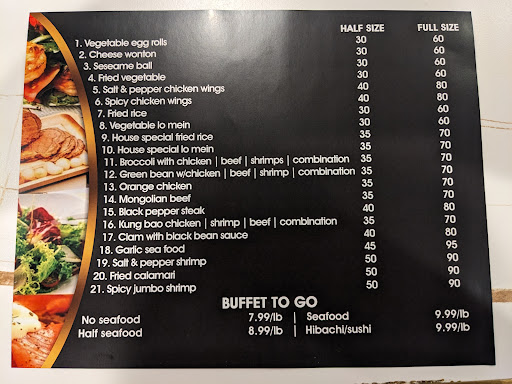 HALF SIZE FULL SIZE
1. Vegetable egg rolls 30 60
2. Cheese wonton 30 60
3. Seseame ball 30 60
4. Fried vegetable 30 60
5. Salt & pepper chicken wings 40 80
6. Spicy chicken wings 40 80
7. Fried rice 30 60
8. Vegetable lo mein 30 60
9. House special fried rice 35 70
10. House special lo mein 35 70
11. Broccoli with chicken | beef | shrimps | combination 35 70
12. Green bean w/chicken | beef | shrimps | combination 35 70
13. Orange chicken 35 70
14. Mongolian beef 35 70
15. Black pepper steak 40 80
16. Kung bao chicken | shrimp | beef | combination 35 70
17. Clam with black bean sauce 40 80
18. Garlic sea food 45 95
19. Salt & pepper shrimp 50 90
20. Fried calamari 50 90
21. Spicy jumbo shrimp 50 90
BUFFET TO GO
No seafood 7.99/lb | Seafood 9.99/lb
Half seafood 8.99/lb | Hibachi/sushi 9.99/lb